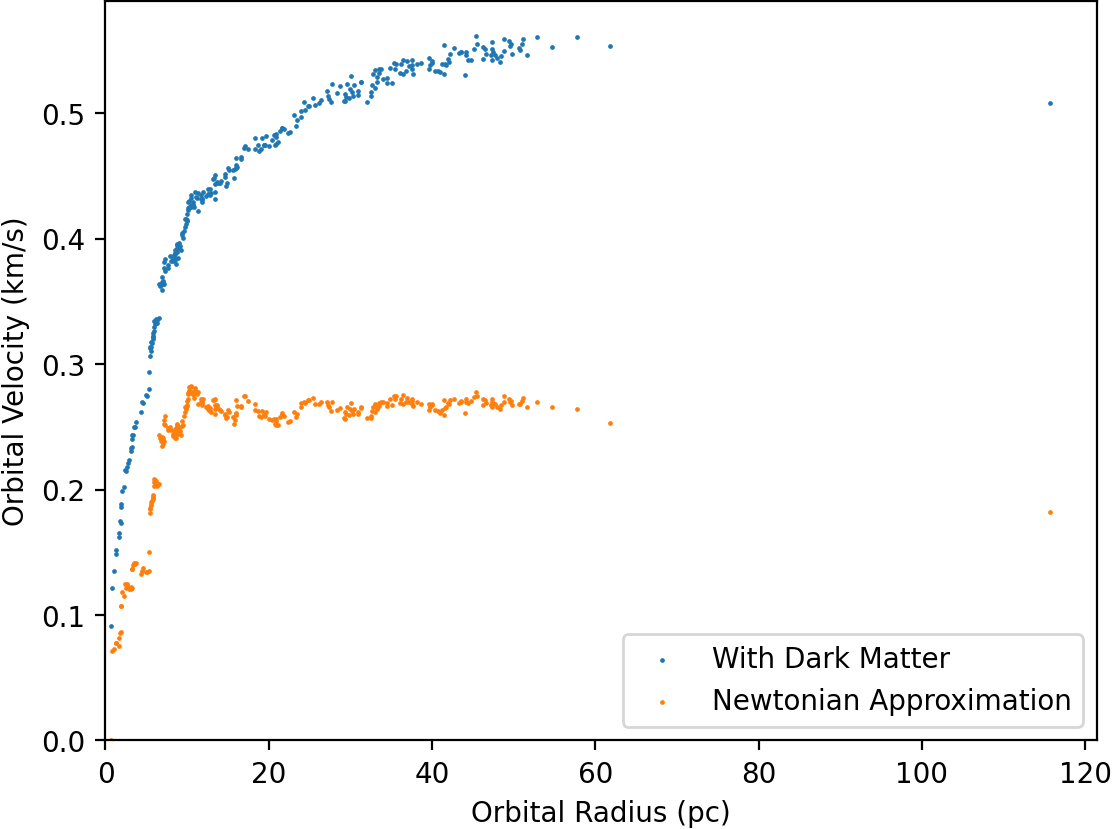 0.5
0.4
0.3
0.2
0.1
0.0
Orbital Velocity (km/s)
With Dark Matter
Newtonian Approximation
0 20 40 60 80 100 120
Orbital Radius (pc)